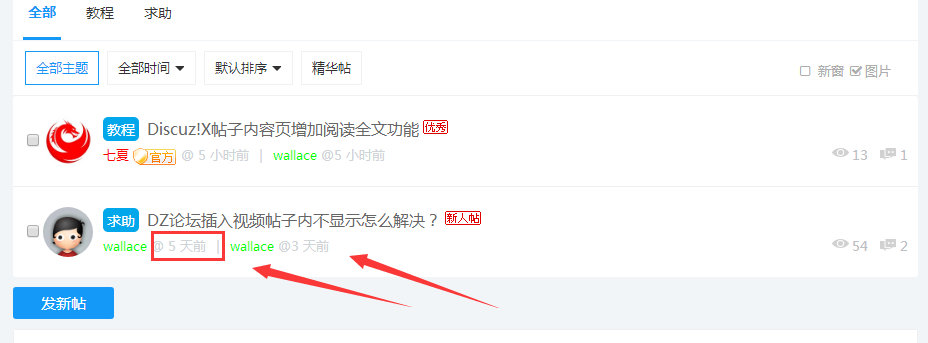 全部 教程 求助
全部主题 全部时间 默认排序 精华帖 新窗 图片
教程 Discuz!X帖子内容页增加阅读全文功能 优秀
七夏 官方 @ 5 小时前 | wallace @5 小时前 13 1
求助 DZ论坛插入视频帖子内不显示怎么解决？ 新人帖
wallace @ 5 天前 | wallace @3 天前 54 2
发新帖